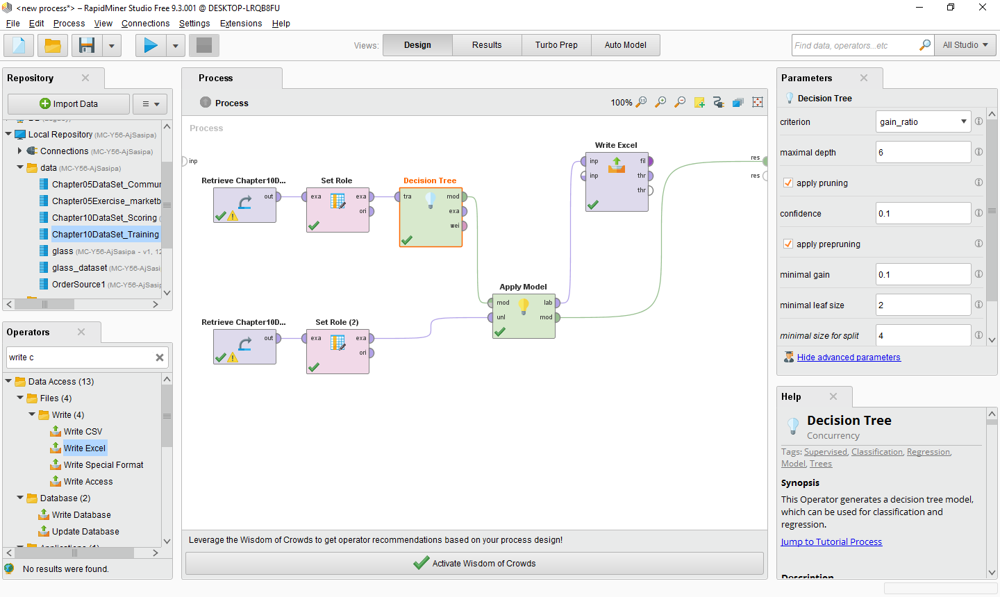 <new process*> – RapidMiner Studio Free 9.3.001 @ DESKTOP-LRQB8FU
File Edit Process View Connections Settings Extensions Help
Views: Design Results Turbo Prep Auto Model
Find data, operators...etc
All Studio
Repository
Import Data
Local Repository (MC-Y56-AjSasipa)
Connections (MC-Y56-AjSasipa)
data (MC-Y56-AjSasipa)
Chapter05DataSet_Commur
Chapter05Exercise_marketb
Chapter10DataSet_Scoring (
Chapter10DataSet_Training
glass (MC-Y56-AjSasipa - v1, 12
glass_dataset (MC-Y56-AjSasi
OrderSource1 (MC-Y56-AjSasip
Operators
write c
Data Access (13)
Files (4)
Write (4)
Write CSV
Write Excel
Write Special Format
Write Access
Database (2)
Write Database
Update Database
Applications (1)
No results were found.
Process
Process
100%
Process
inp
Retrieve Chapter10D...
out
Set Role
exa exa
ori
Decision Tree
tra mod
exa
wei
Write Excel
inp fil
inp thr
thr
res
res
Apply Model
mod lab
unl mod
Retrieve Chapter10D...
out
Set Role (2)
exa exa
ori
Leverage the Wisdom of Crowds to get operator recommendations based on your process design!
Activate Wisdom of Crowds
Parameters
Decision Tree
criterion gain_ratio
maximal depth 6
apply pruning
confidence 0.1
apply prepruning
minimal gain 0.1
minimal leaf size 2
minimal size for split 4
Hide advanced parameters
Help
Decision Tree
Concurrency
Tags: Supervised, Classification, Regression,
Model, Trees
Synopsis
This Operator generates a decision tree model,
which can be used for classification and
regression.
Jump to Tutorial Process
Description